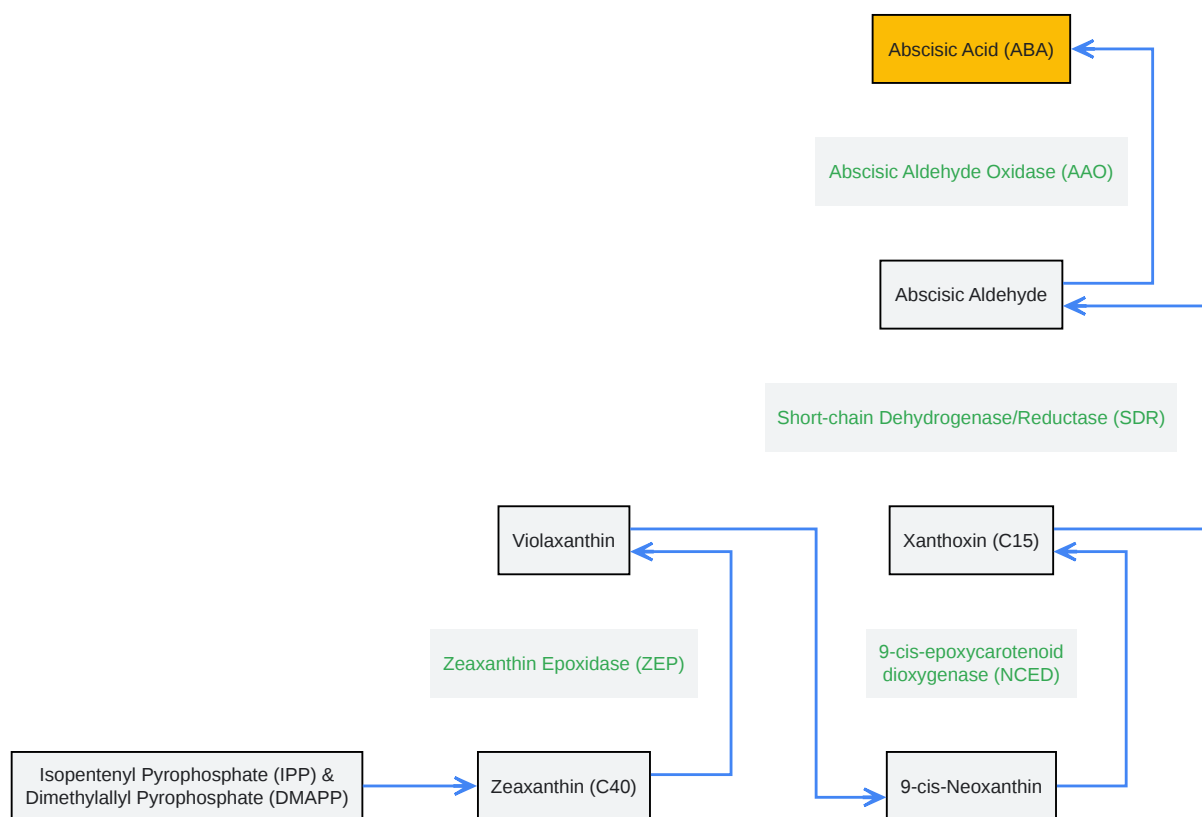 Abscisic Acid (ABA)
Abscisic Aldehyde Oxidase (AAO)
Abscisic Aldehyde
Short-chain Dehydrogenase/Reductase (SDR)
Violaxanthin
Xanthoxin (C15)
Zeaxanthin Epoxidase (ZEP)
9-cis-epoxycarotenoid
dioxygenase (NCED)
Isopentenyl Pyrophosphate (IPP) &
Dimethylallyl Pyrophosphate (DMAPP)
Zeaxanthin (C40)
9-cis-Neoxanthin